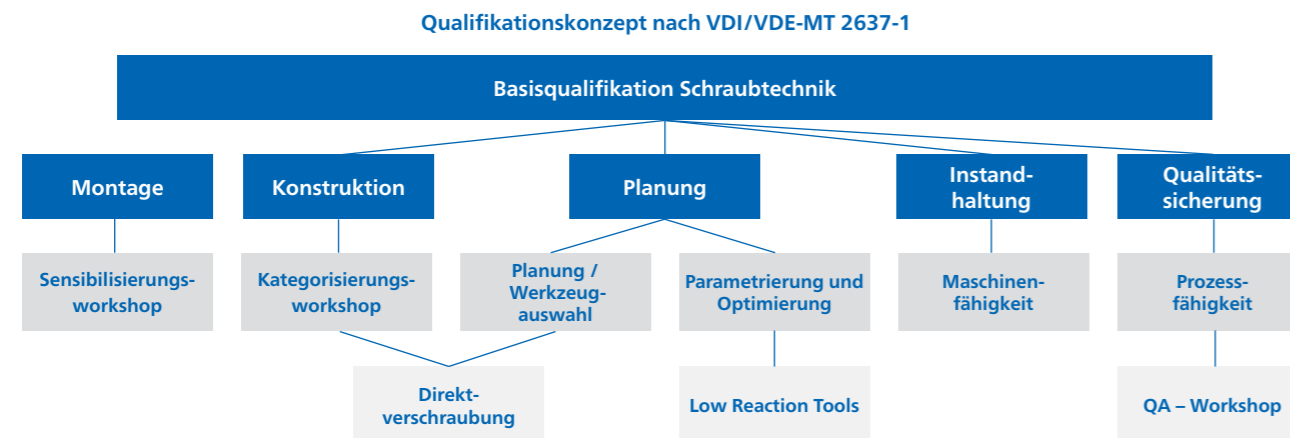 Qualifikationskonzept nach VDI/VDE-MT 2637-1
Basisqualifikation Schraubtechnik
Montage
Konstruktion
Planung
Instand-
haltung
Qualitäts-
sicherung
Sensibilisierungs-
workshop
Kategorisierungs-
workshop
Planung /
Werkzeug-
auswahl
Parametrierung und
Optimierung
Maschinen-
fähigkeit
Prozess-
fähigkeit
Direkt-
verschraubung
Low Reaction Tools
QA – Workshop